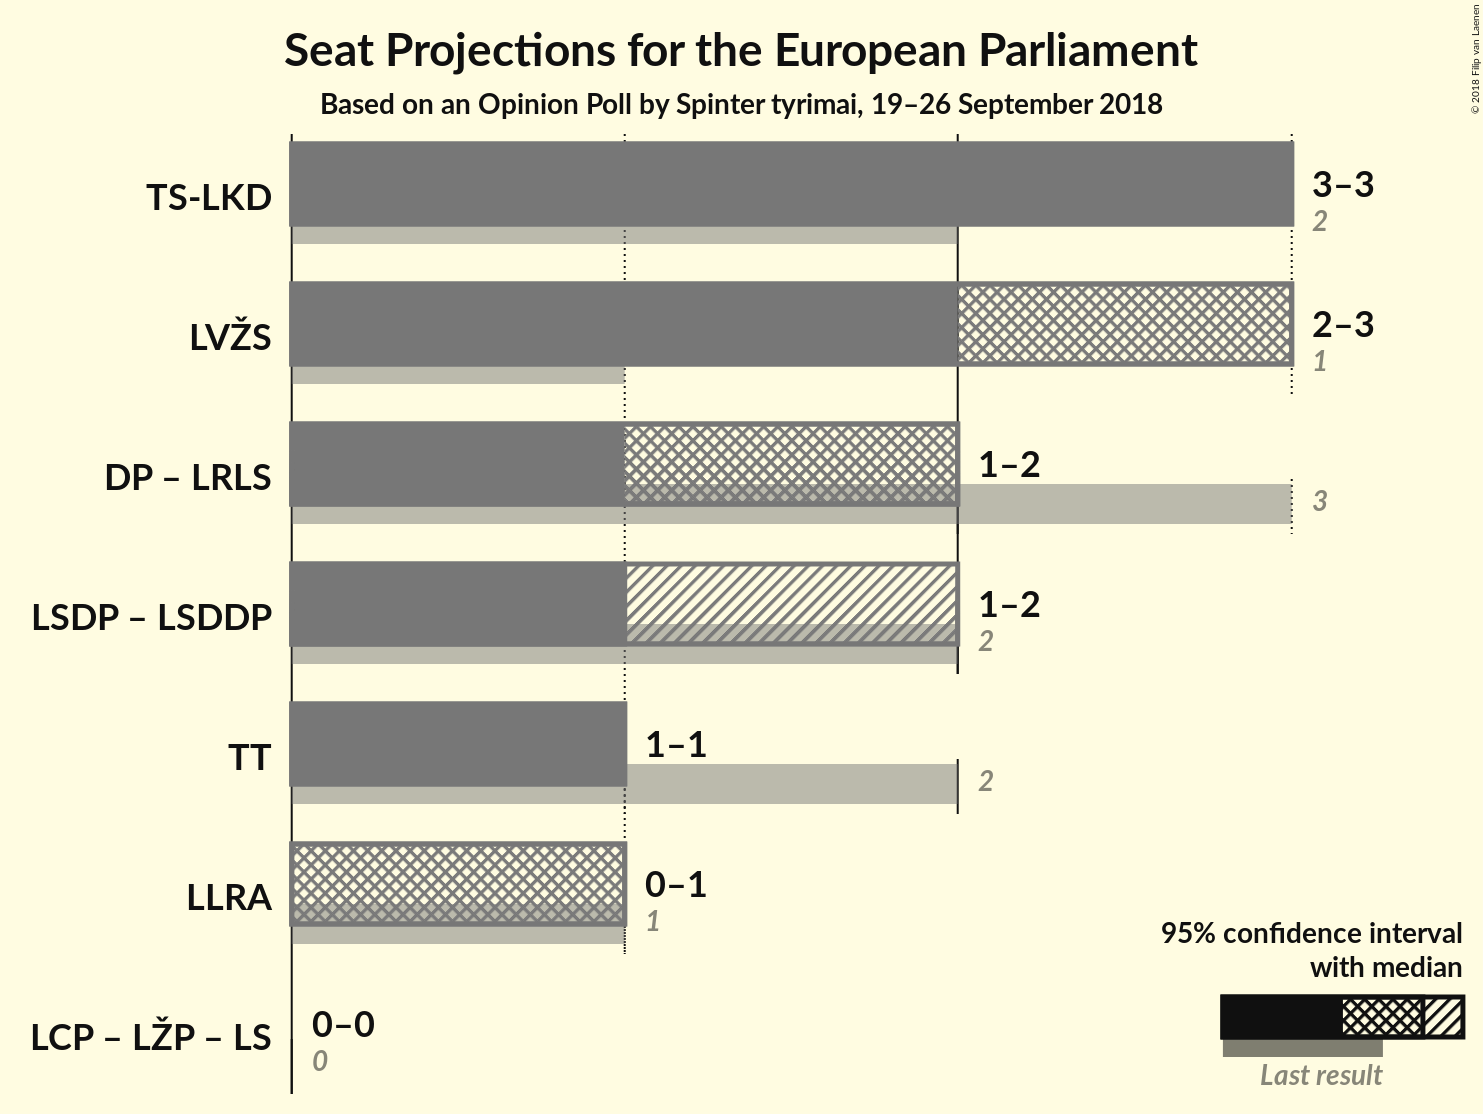 Seat Projections for the European Parliament
Based on an Opinion Poll by Spinter tyrimai, 19–26 September 2018
© 2018 Filip van Laenen
TS-LKD
3–3
2
LVŽS
2–3
1
DP – LRLS
1–2
3
LSDP – LSDDP
1–2
2
TT
1–1
2
LLRA
0–1
1
LCP – LŽP – LS
0–0
0
95% confidence interval
with median
Last result